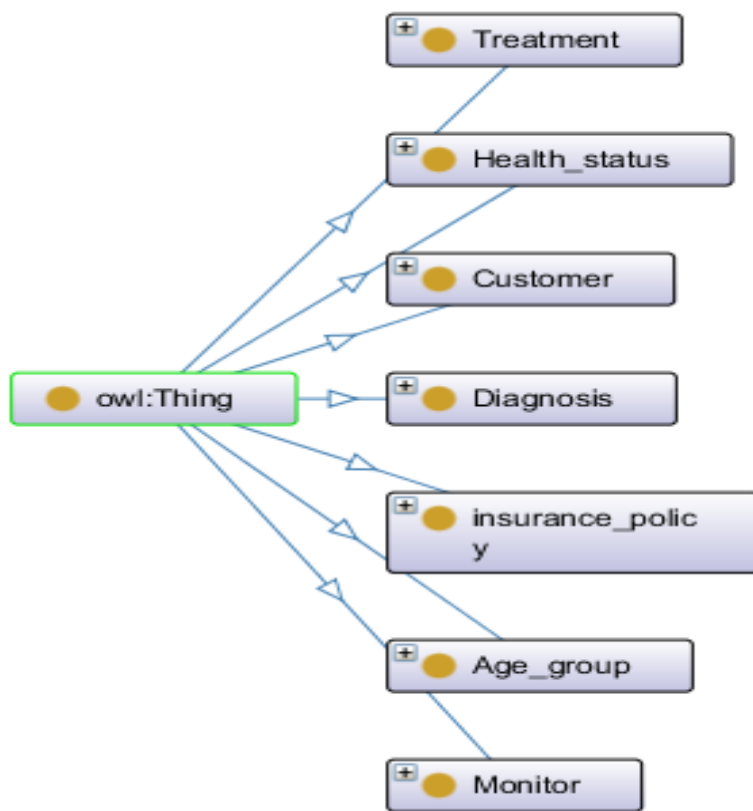 Treatment
Health_status
Customer
owl:Thing
Diagnosis
insurance_polic
y
Age_group
Monitor